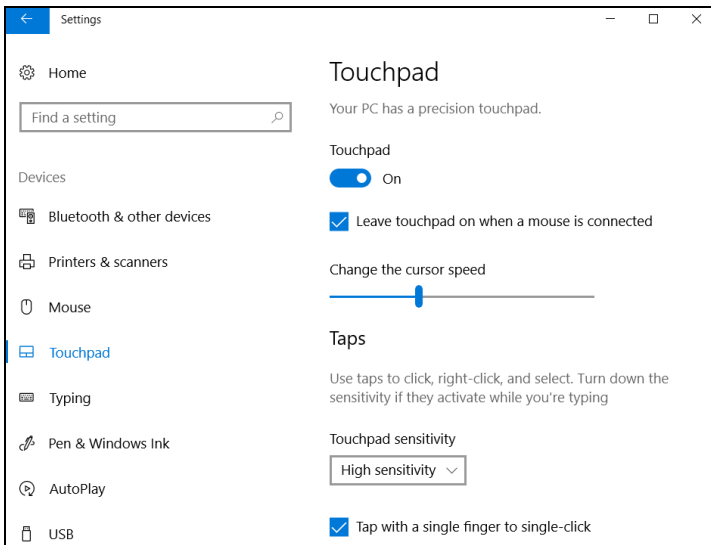 Settings
Home
Find a setting
Devices
Bluetooth & other devices
Printers & scanners
Mouse
Touchpad
Typing
Pen & Windows Ink
AutoPlay
USB
Touchpad
Your PC has a precision touchpad.
Touchpad
On
Leave touchpad on when a mouse is connected
Change the cursor speed
Taps
Use taps to click, right-click, and select. Turn down the
sensitivity if they activate while you're typing
Touchpad sensitivity
High sensitivity
Tap with a single finger to single-click